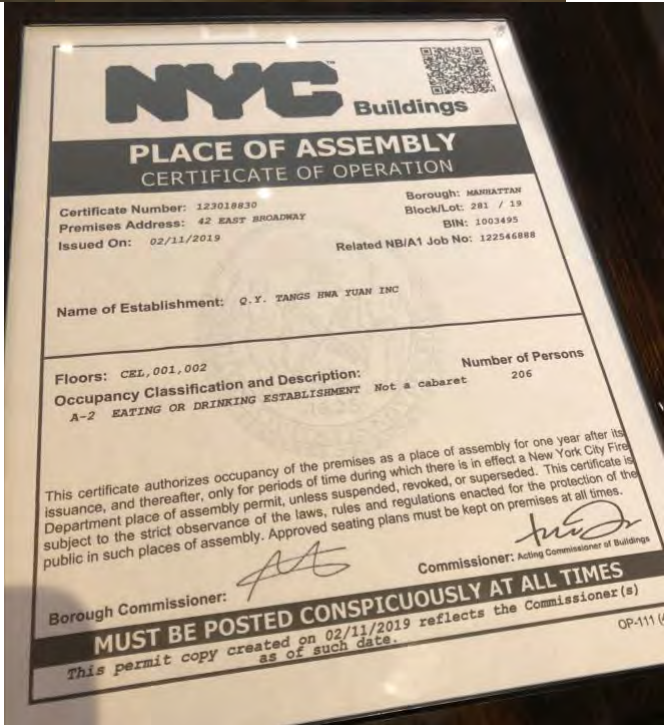 NYC™
Buildings
PLACE OF ASSEMBLY
CERTIFICATE OF OPERATION
Certificate Number: 123018830
Premises Address: 42 EAST BROADWAY
Issued On: 02/11/2019
Borough: MANHATTAN
Block/Lot: 281 / 19
BIN: 1003495
Related NB/A1 Job No: 122546888
Name of Establishment: Q.Y. TANGS HWA YUAN INC
Floors: CEL,001,002
Number of Persons
Occupancy Classification and Description:
A-2 EATING OR DRINKING ESTABLISHMENT Not a cabaret 206
This certificate authorizes occupancy of the premises as a place of assembly for one year after its
issuance, and thereafter, only for periods of time during which there is in effect a New York City Fire
Department place of assembly permit, unless suspended, revoked, or superseded. This certificate is
subject to the strict observance of the laws, rules and regulations enacted for the protection of the
public in such places of assembly. Approved seating plans must be kept on premises at all times.
Borough Commissioner:
Commissioner: Acting Commissioner of Buildings
MUST BE POSTED CONSPICUOUSLY AT ALL TIMES
This permit copy created on 02/11/2019 reflects the Commissioner(s)
as of such date.
OP-111 (4